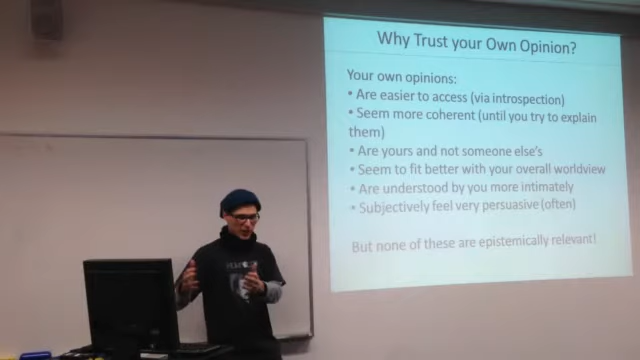 Why Trust your Own Opinion?
Your own opinions:
• Are easier to access (via introspection)
• Seem more coherent (until you try to explain
them)
• Are yours and not someone else's
• Seem to fit better with your overall worldview
• Are understood by you more intimately
• Subjectively feel very persuasive (often)
But none of these are epistemically relevant!